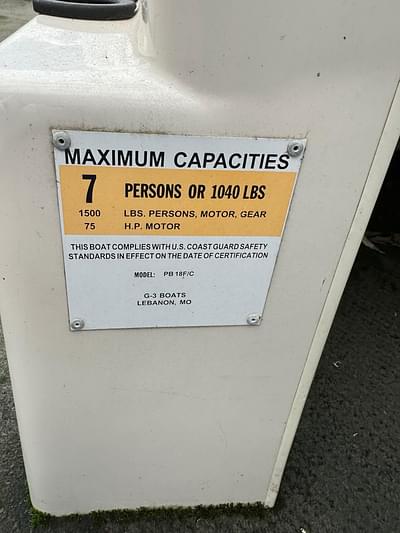 MAXIMUM CAPACITIES
7 PERSONS OR 1040 LBS
1500 LBS. PERSONS, MOTOR, GEAR
75 H.P. MOTOR
THIS BOAT COMPLIES WITH U.S. COAST GUARD SAFETY
STANDARDS IN EFFECT ON THE DATE OF CERTIFICATION
MODEL: PB 18F/C
G-3 BOATS
LEBANON, MO